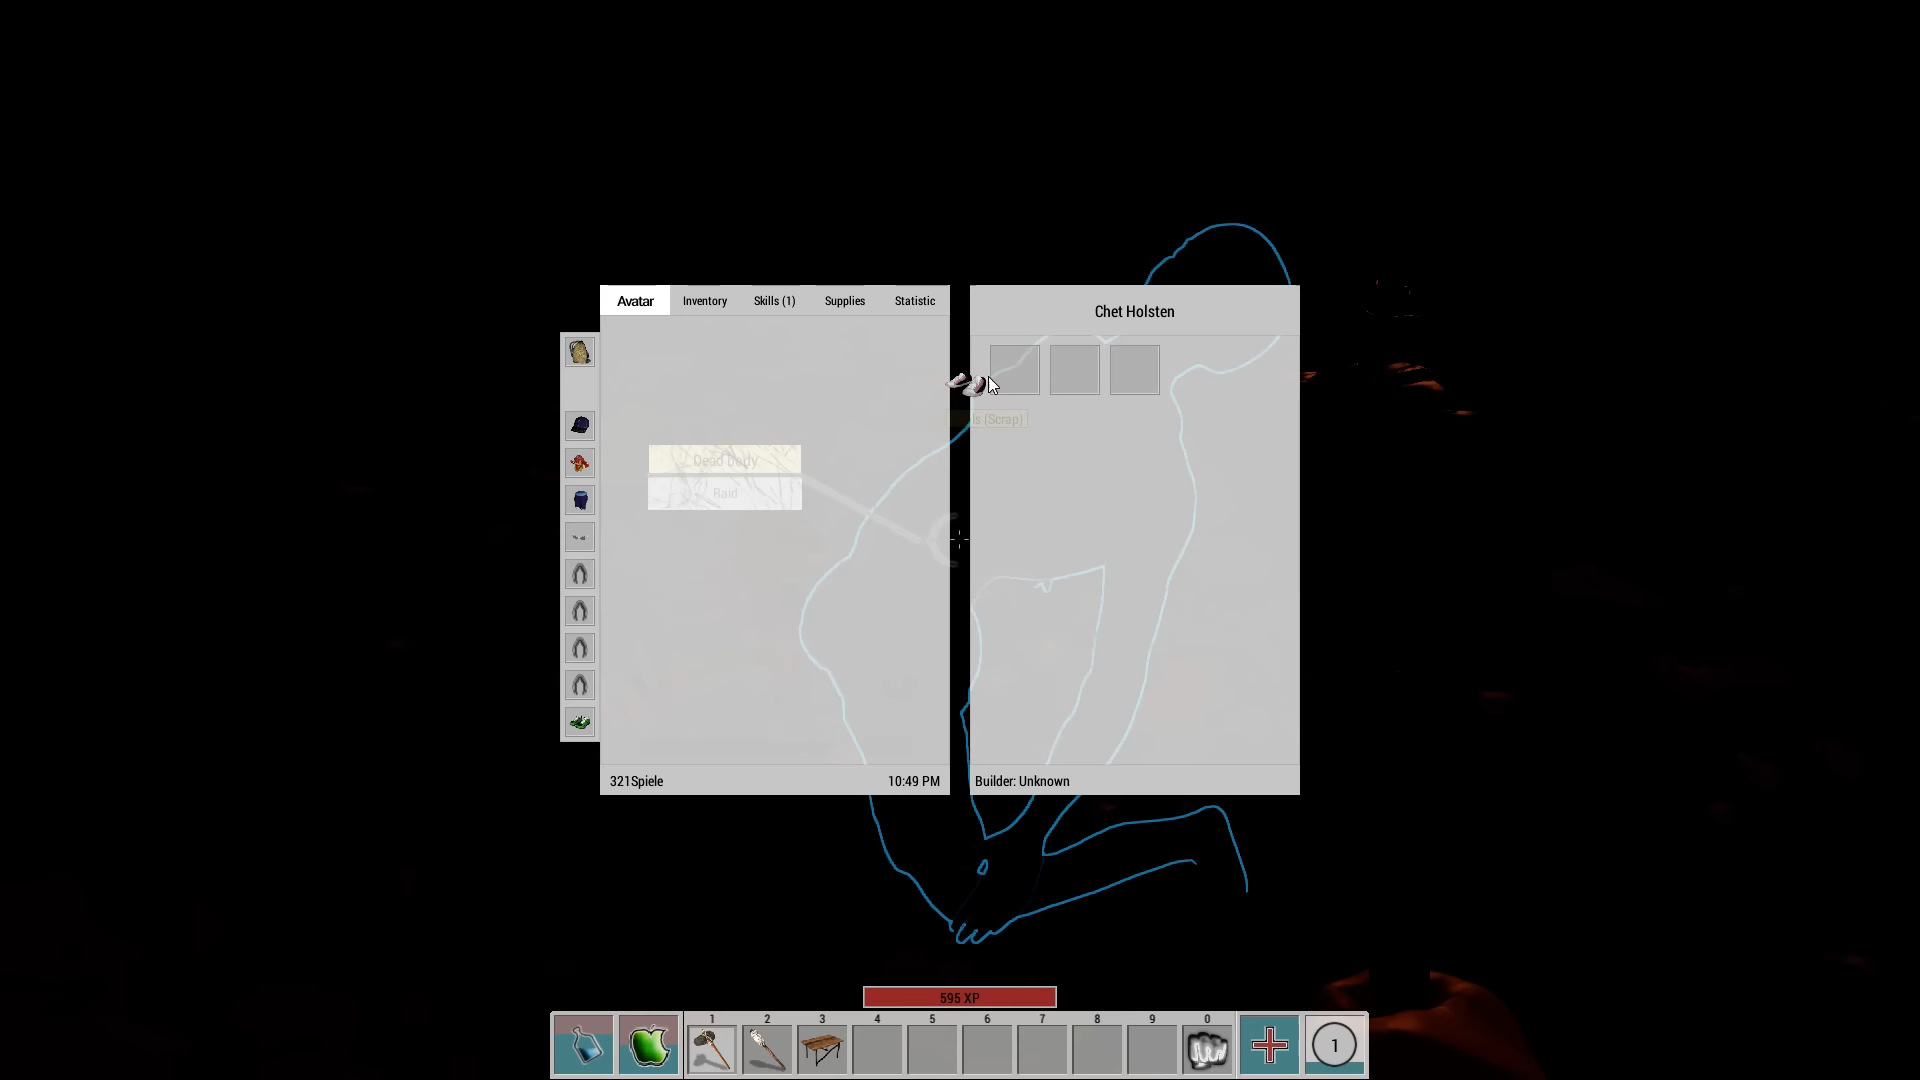 Avatar Inventory Skills (1) Supplies Statistic
Chet Holsten
ls (Scrap)
Dead body
Raid
321Spiele 10:49 PM
Builder: Unknown
595 XP
1 2 3 4 5 6 7 8 9 0
1